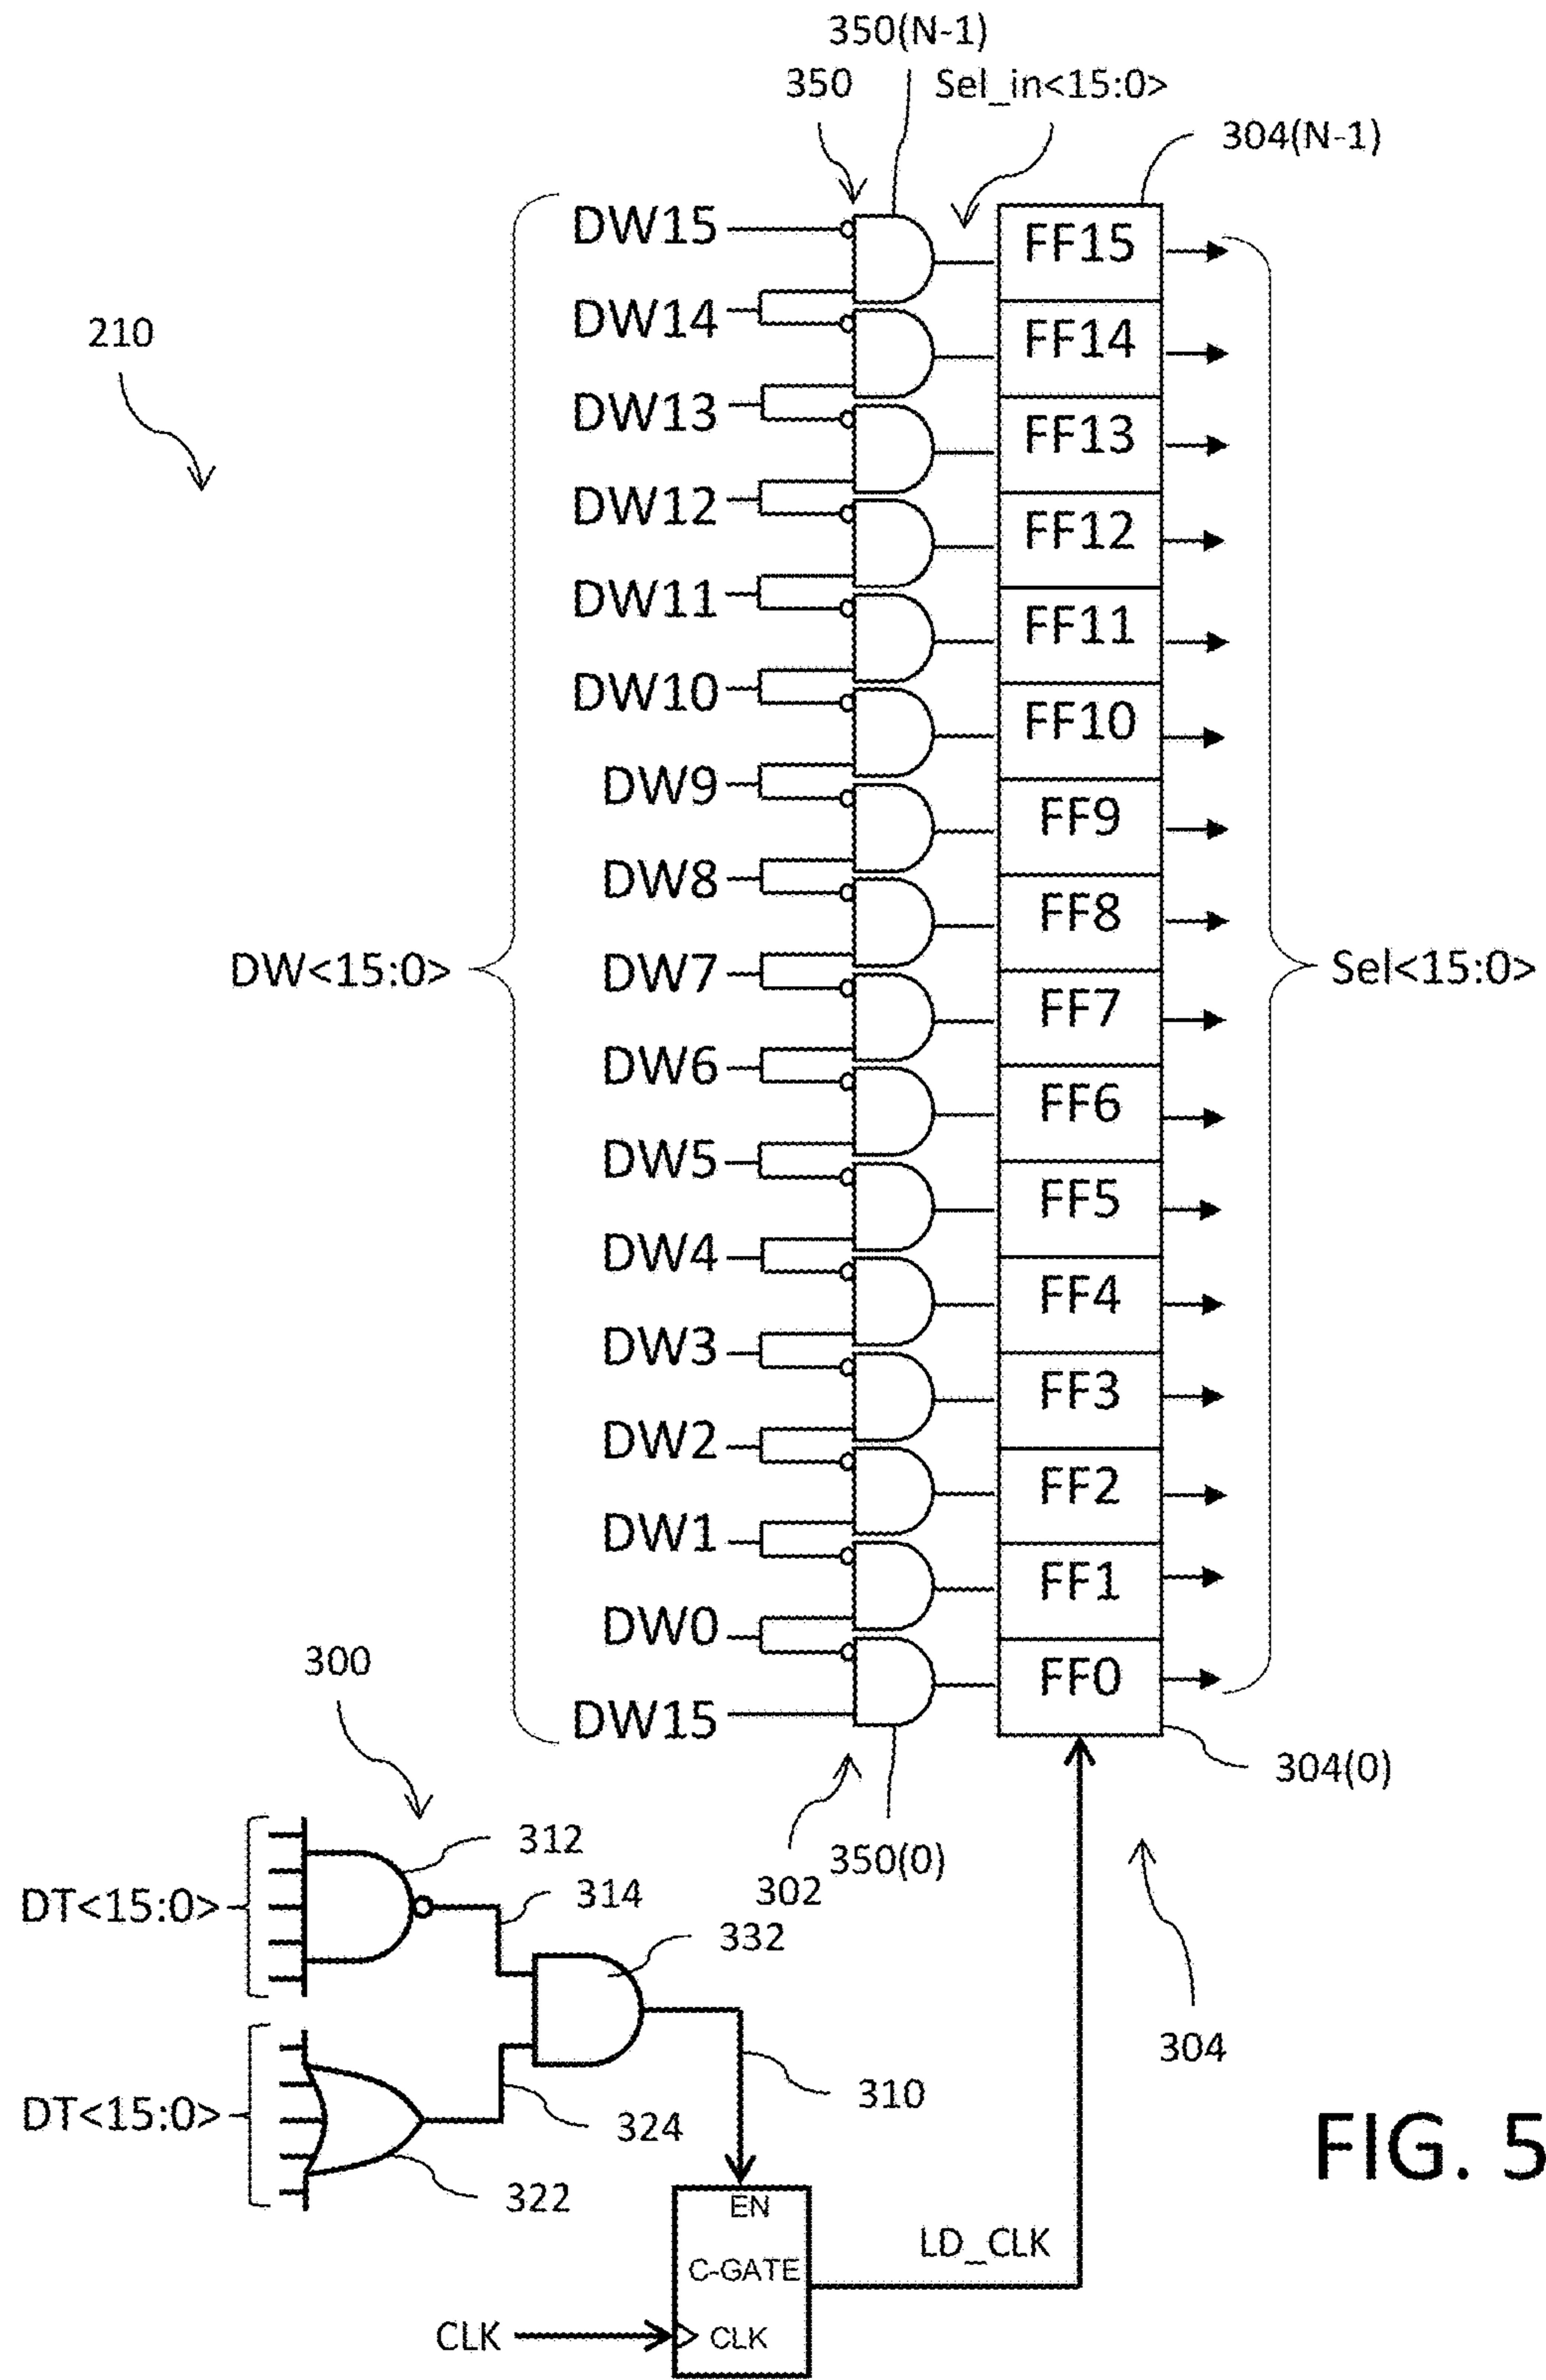 350(N-1)
350
Sel_in<15:0>
304(N-1)
210
DW15
FF15
DW14
FF14
DW13
FF13
DW12
FF12
DW11
FF11
DW10
FF10
DW9
FF9
DW8
FF8
DW<15:0>
Sel<15:0>
DW7
FF7
DW6
FF6
DW5
FF5
DW4
FF4
DW3
FF3
DW2
FF2
DW1
FF1
DW0
FF0
DW15
300
304(0)
350(0)
302
304
312
314
DT<15:0>
332
DT<15:0>
310
324
322
EN
C-GATE
CLK
LD_CLK
CLK
FIG. 5